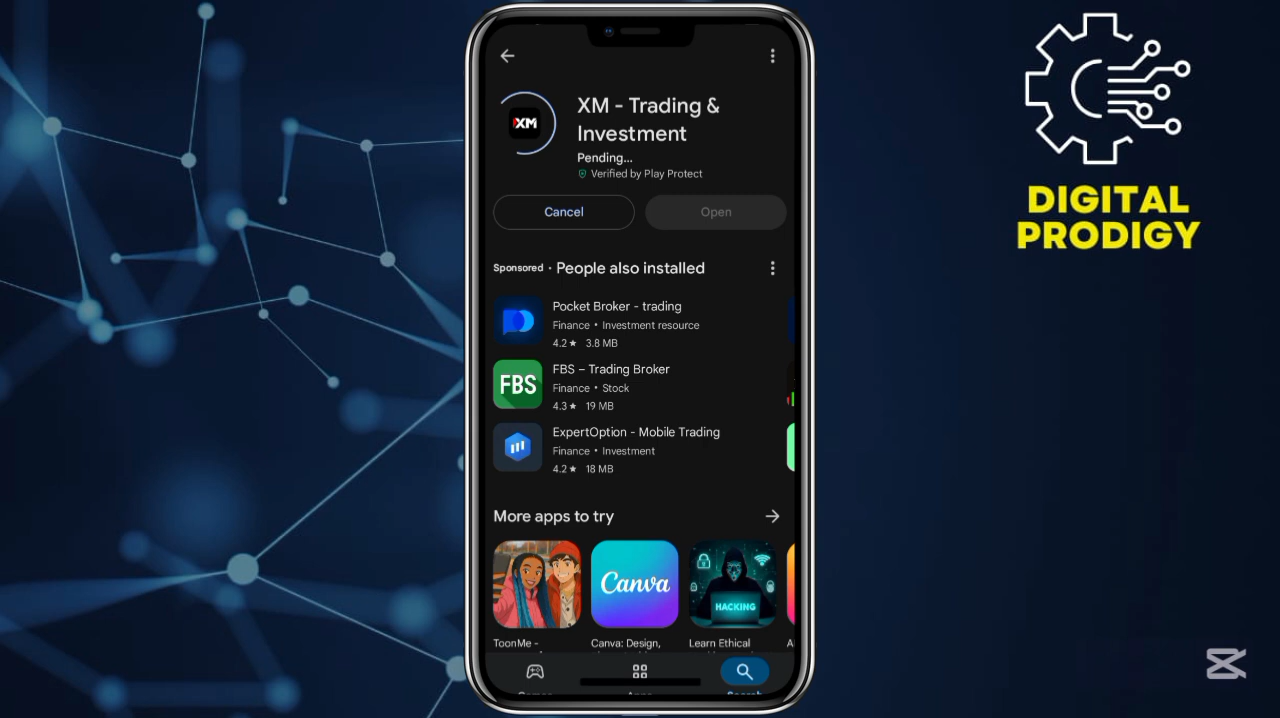 XM
XM - Trading &
Investment
Pending...
Verified by Play Protect
Cancel
Open
Sponsored · People also installed
Pocket Broker - trading
Finance • Investment resource
4.2★ 3.8 MB
FBS
FBS – Trading Broker
Finance • Stock
4.3★ 19 MB
ExpertOption - Mobile Trading
Finance • Investment
4.2★ 18 MB
More apps to try
Canva
HACKING
ToonMe -
Canva: Design,
Learn Ethical
DIGITAL
PRODIGY